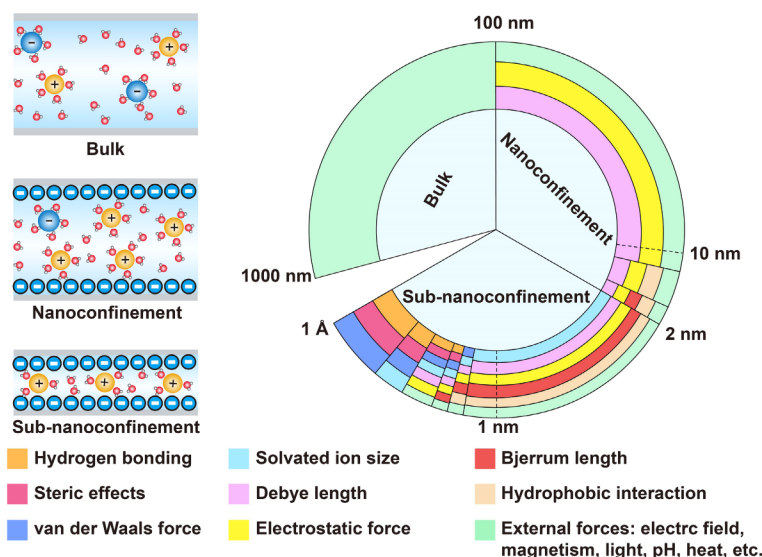 100 nm
Bulk
Nanoconfinement
Bulk
10 nm
1000 nm
Nanoconfinement
Sub-nanoconfinement
1 Å
2 nm
1 nm
Sub-nanoconfinement
Hydrogen bonding
Solvated ion size
Bjerrum length
Steric effects
Debye length
Hydrophobic interaction
van der Waals force
Electrostatic force
External forces: electrc field,
magnetism, light, pH, heat, etc.